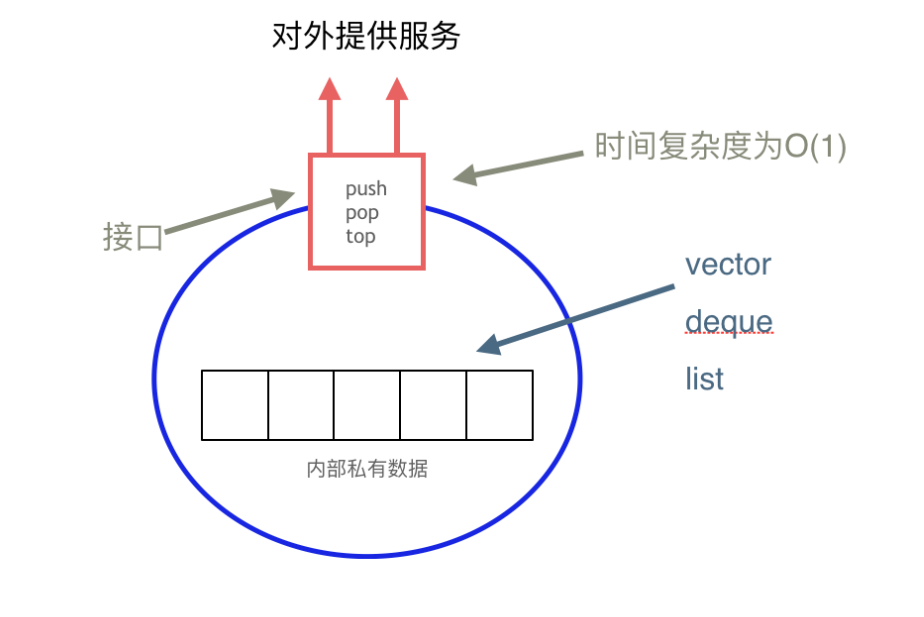 对外提供服务
时间复杂度为O(1)
push
pop
top
接口
vector
deque
list
内部私有数据